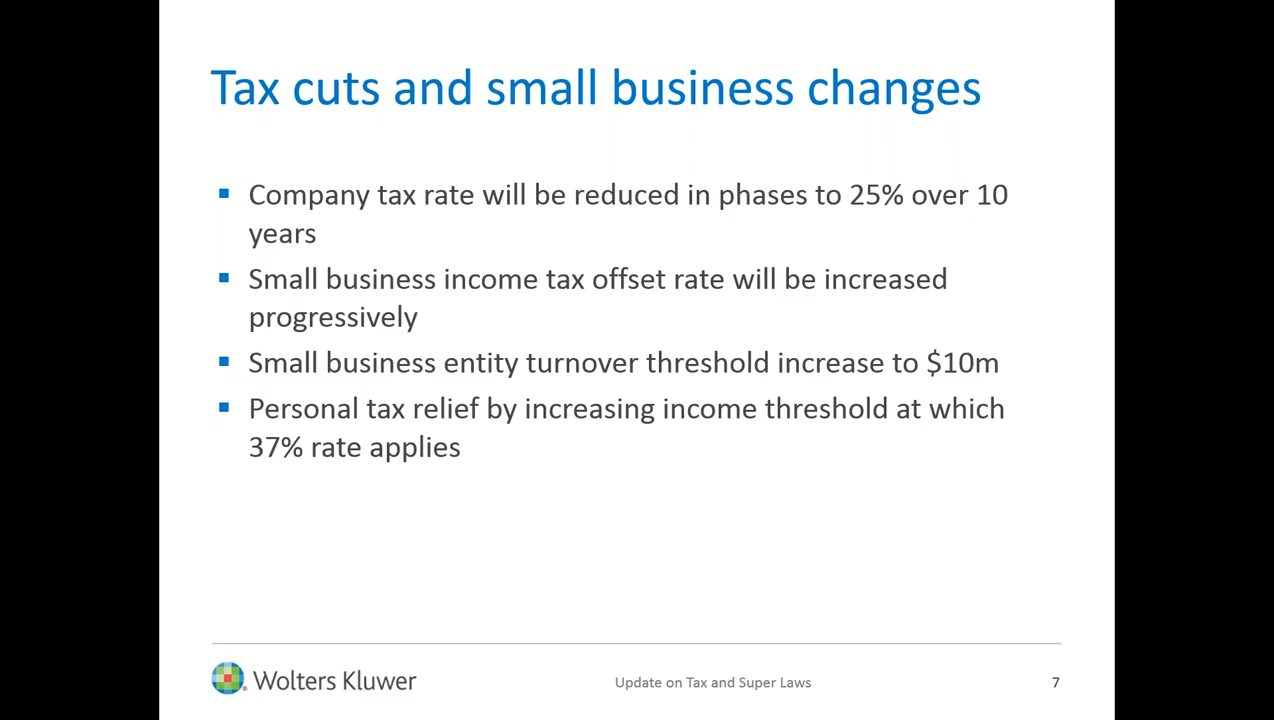 Tax cuts and small business changes
Company tax rate will be reduced in phases to 25% over 10
years
Small business income tax offset rate will be increased
progressively
Small business entity turnover threshold increase to $10m
Personal tax relief by increasing income threshold at which
37% rate applies
Wolters Kluwer
Update on Tax and Super Laws
7